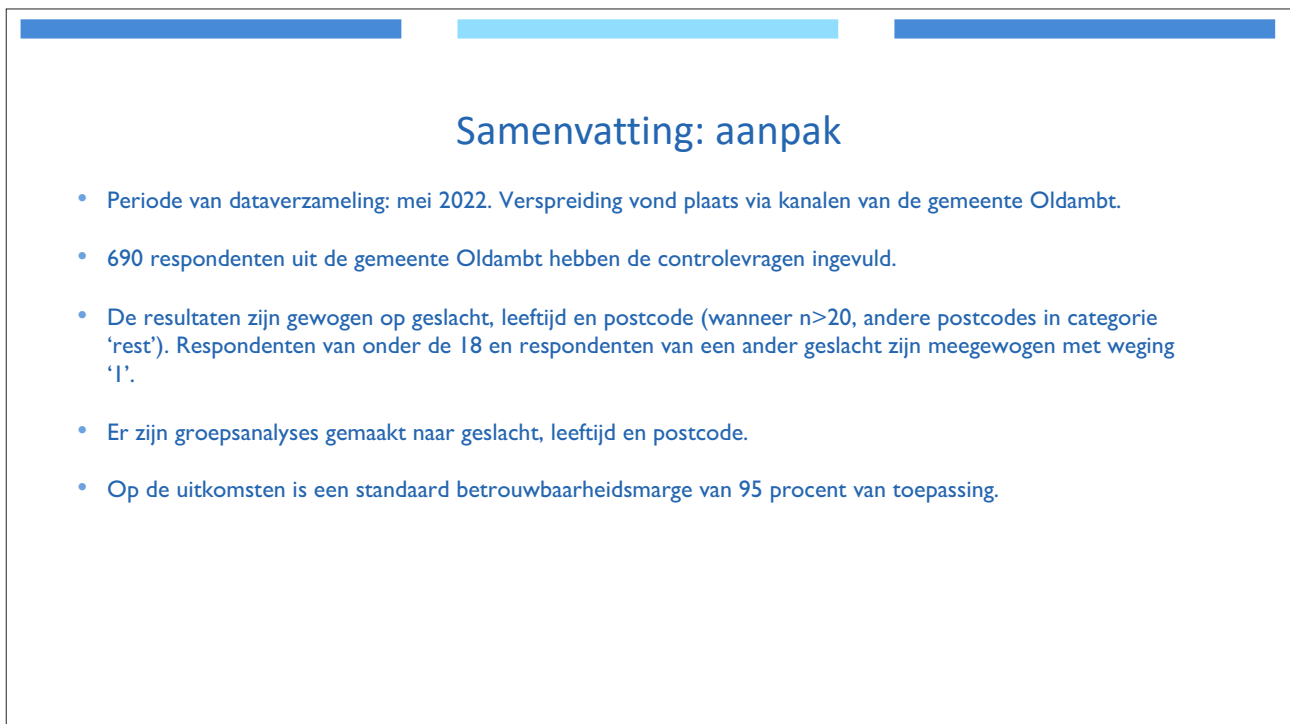 Samenvatting: aanpak
• Periode van dataverzameling: mei 2022. Verspreiding vond plaats via kanalen van de gemeente Oldambt.
• 690 respondenten uit de gemeente Oldambt hebben de controlevragen ingevuld.
• De resultaten zijn gewogen op geslacht, leeftijd en postcode (wanneer n>20, andere postcodes in categorie
‘rest’). Respondenten van onder de 18 en respondenten van een ander geslacht zijn meegewogen met weging
‘1’.
• Er zijn groepsanalyses gemaakt naar geslacht, leeftijd en postcode.
• Op de uitkomsten is een standaard betrouwbaarheidsmarge van 95 procent van toepassing.